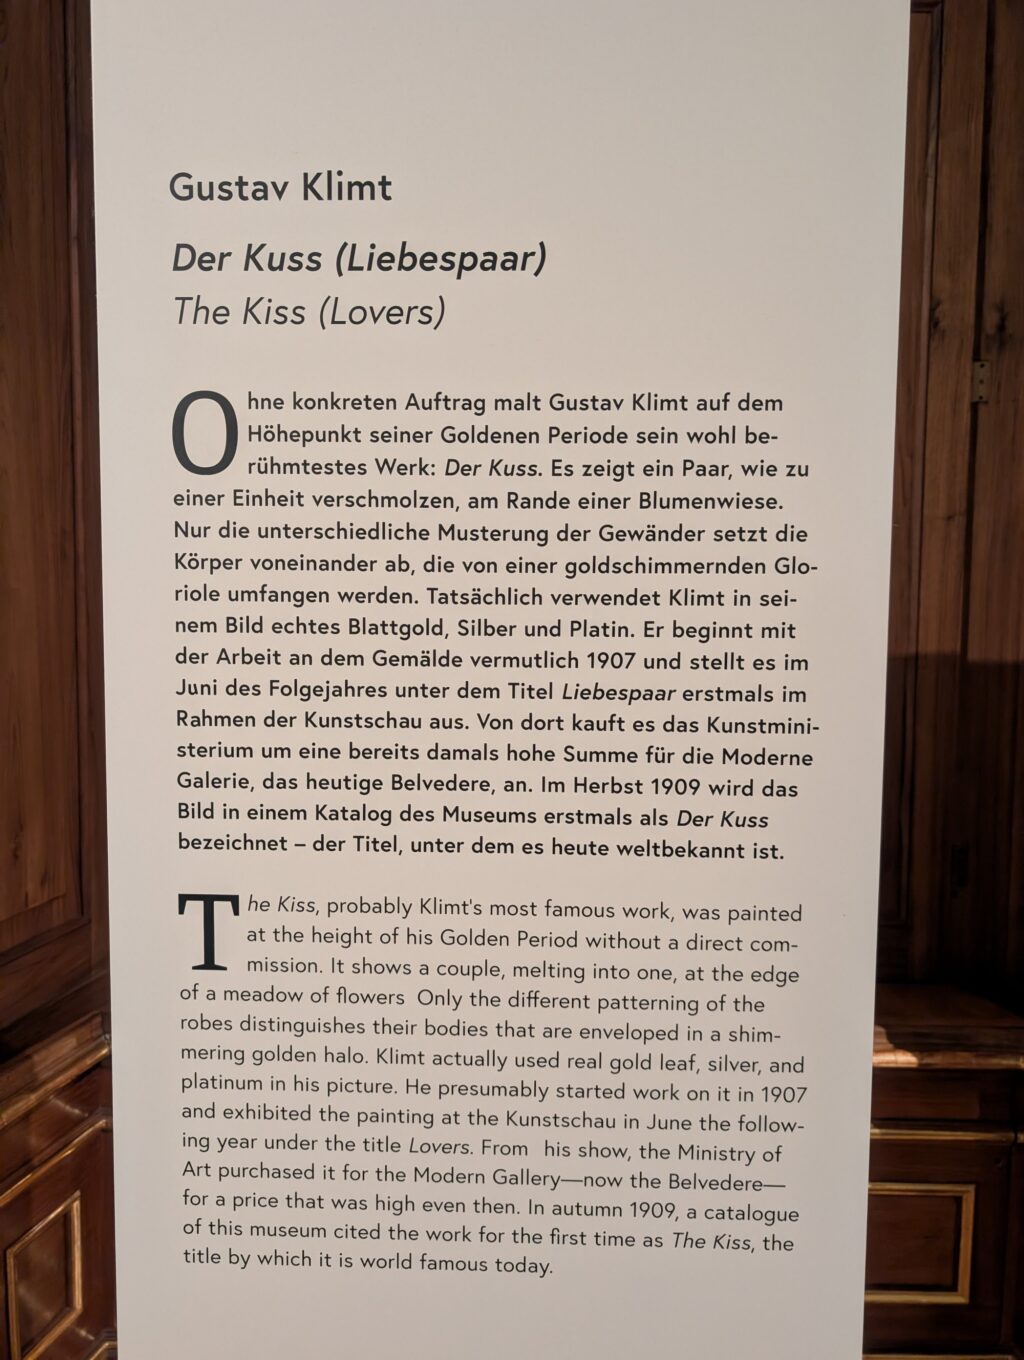 Gustav Klimt
Der Kuss (Liebespaar)
The Kiss (Lovers)
Ohne konkreten Auftrag malt Gustav Klimt auf dem
Höhepunkt seiner Goldenen Periode sein wohl be-
rühmtestes Werk: Der Kuss. Es zeigt ein Paar, wie zu
einer Einheit verschmolzen, am Rande einer Blumenwiese.
Nur die unterschiedliche Musterung der Gewänder setzt die
Körper voneinander ab, die von einer goldschimmernden Glo-
riole umfangen werden. Tatsächlich verwendet Klimt in sei-
nem Bild echtes Blattgold, Silber und Platin. Er beginnt mit
der Arbeit an dem Gemälde vermutlich 1907 und stellt es im
Juni des Folgejahres unter dem Titel Liebespaar erstmals im
Rahmen der Kunstschau aus. Von dort kauft es das Kunstmini-
sterium um eine bereits damals hohe Summe für die Moderne
Galerie, das heutige Belvedere, an. Im Herbst 1909 wird das
Bild in einem Katalog des Museums erstmals als Der Kuss
bezeichnet – der Titel, unter dem es heute weltbekannt ist.
The Kiss, probably Klimt's most famous work, was painted
at the height of his Golden Period without a direct com-
mission. It shows a couple, melting into one, at the edge
of a meadow of flowers  Only the different patterning of the
robes distinguishes their bodies that are enveloped in a shim-
mering golden halo. Klimt actually used real gold leaf, silver, and
platinum in his picture. He presumably started work on it in 1907
and exhibited the painting at the Kunstschau in June the follow-
ing year under the title Lovers. From  his show, the Ministry of
Art purchased it for the Modern Gallery—now the Belvedere—
for a price that was high even then. In autumn 1909, a catalogue
of this museum cited the work for the first time as The Kiss, the
title by which it is world famous today.